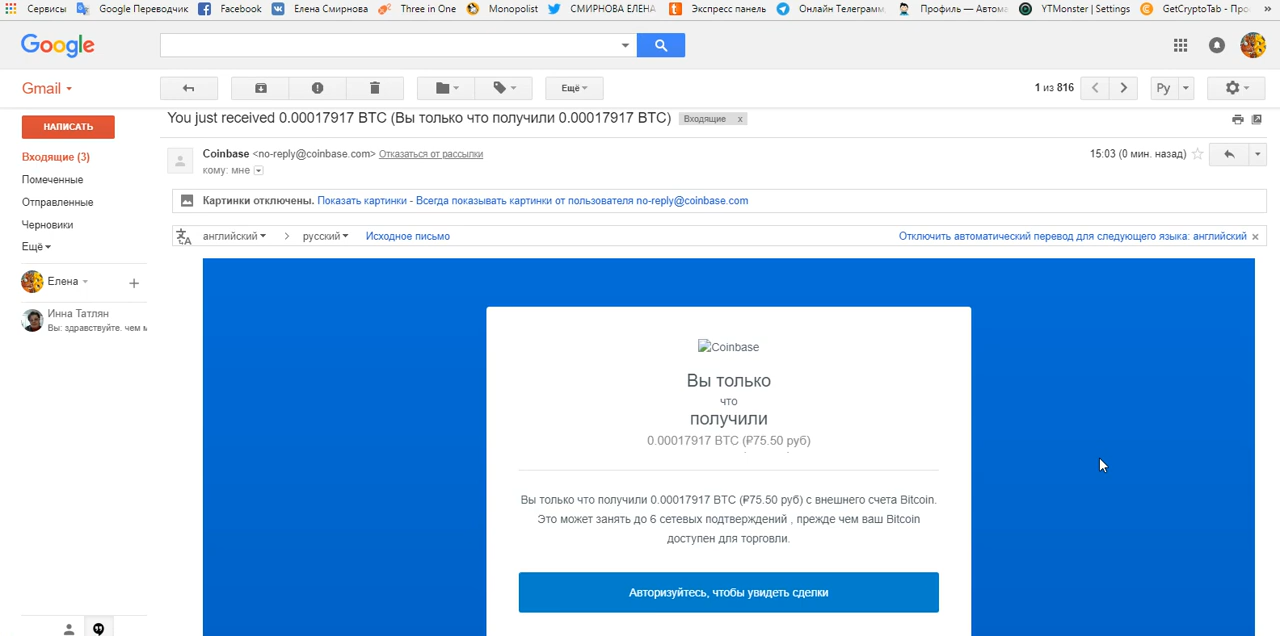 Сервисы Google Переводчик Facebook Елена Смирнова Three in One Monopolist СМИРНОВА ЕЛЕНА Экспресс панель Онлайн Телеграмм, Профиль — Автома YTMonster | Settings GetCryptoTab - Про »
Google
Gmail
Ещё
1 из 816
Ру
НАПИСАТЬ
You just received 0.00017917 BTC (Вы только что получили 0.00017917 BTC) Входящие x
Входящие (3)
Coinbase <no-reply@coinbase.com> Отказаться от рассылки
15:03 (0 мин. назад)
кому: мне
Помеченные
Отправленные
Черновики
Ещё
Картинки отключены. Показать картинки - Всегда показывать картинки от пользователя no-reply@coinbase.com
английский > русский Исходное письмо
Отключить автоматический перевод для следующего языка: английский x
Елена
+
Инна Татлян
Вы: здравствуйте. чем м
Coinbase
Вы только
что
получили
0.00017917 BTC (₽75.50 руб)
Вы только что получили 0.00017917 BTC (₽75.50 руб) с внешнего счета Bitcoin.
Это может занять до 6 сетевых подтверждений , прежде чем ваш Bitcoin
доступен для торговли.
Авторизуйтесь, чтобы увидеть сделки